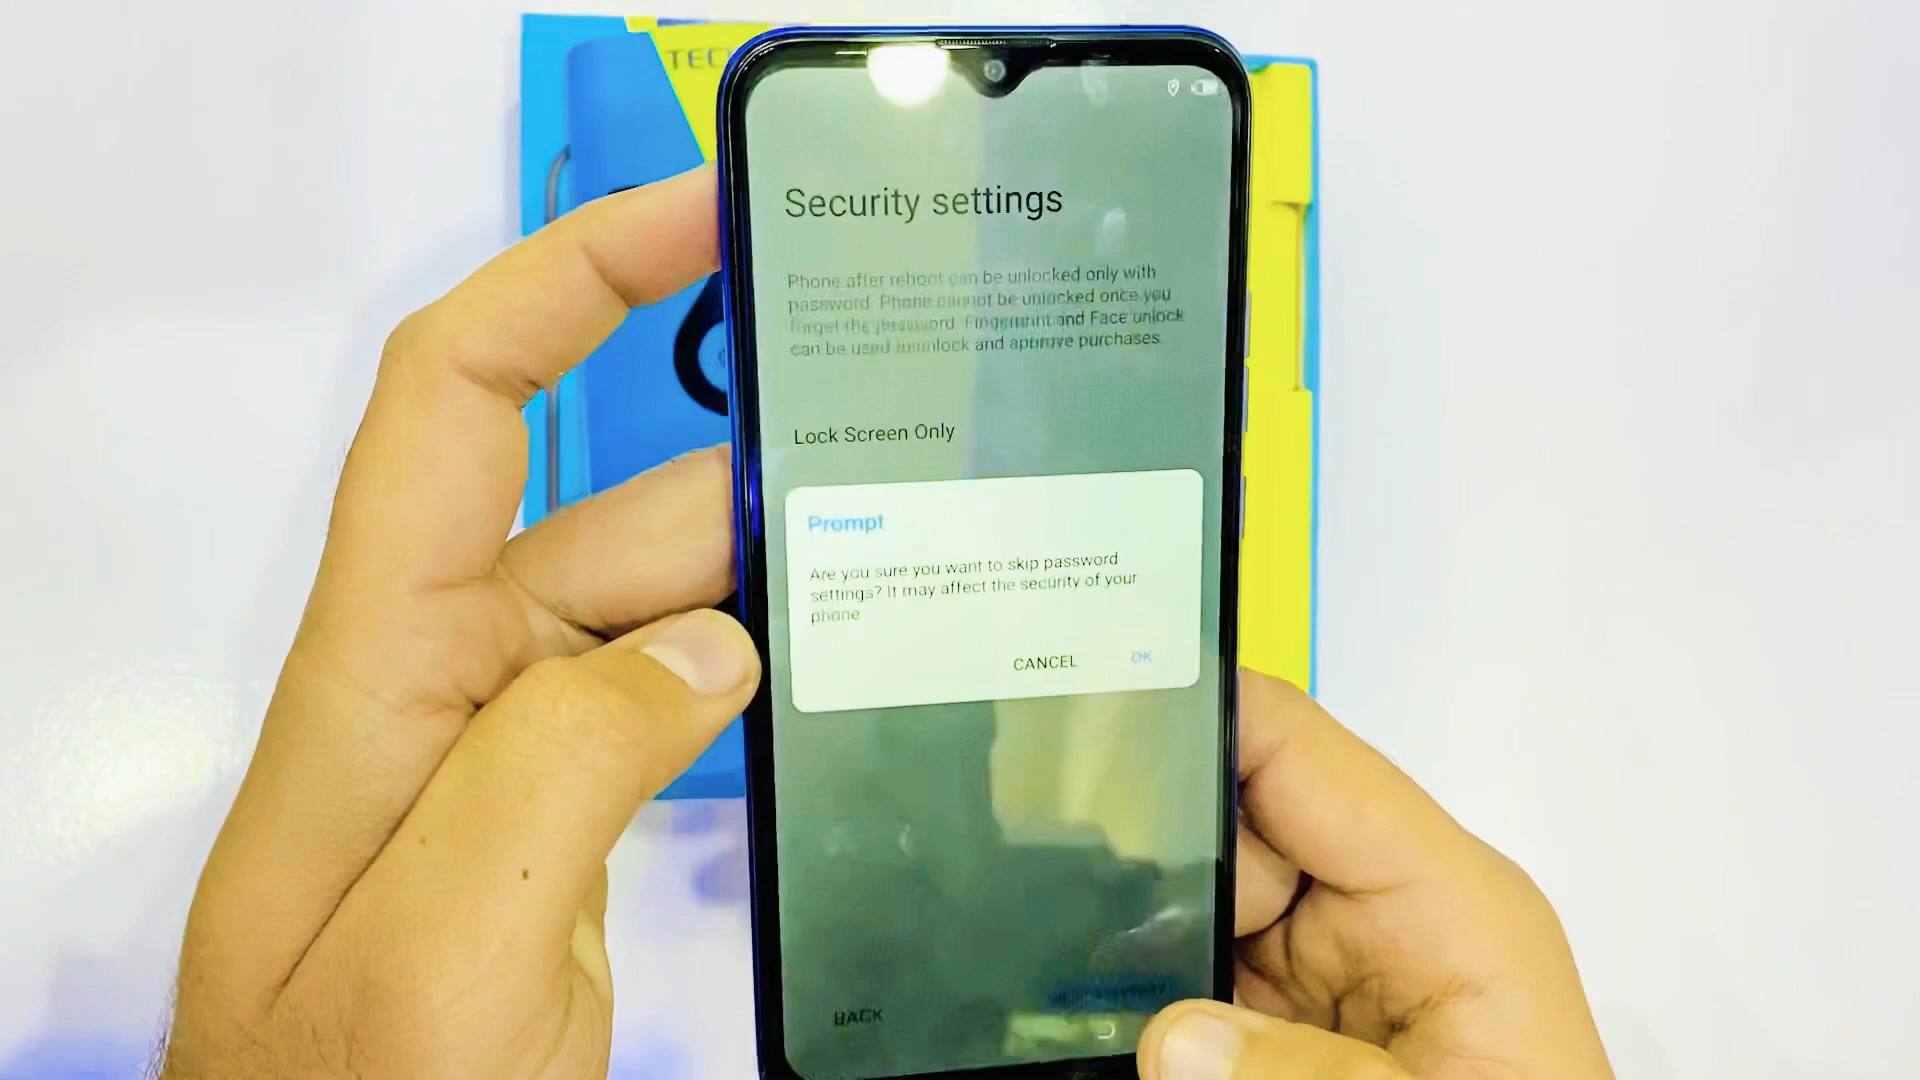 TEC
Security settings
Phone after reboot can be unlocked only with
password. Phone cannot be unlocked once you
forget the password. Fingerprint and Face unlock
can be used to unlock and approve purchases.
Lock Screen Only
Prompt
Are you sure you want to skip password
settings? It may affect the security of your
phone
CANCEL OK
BACK